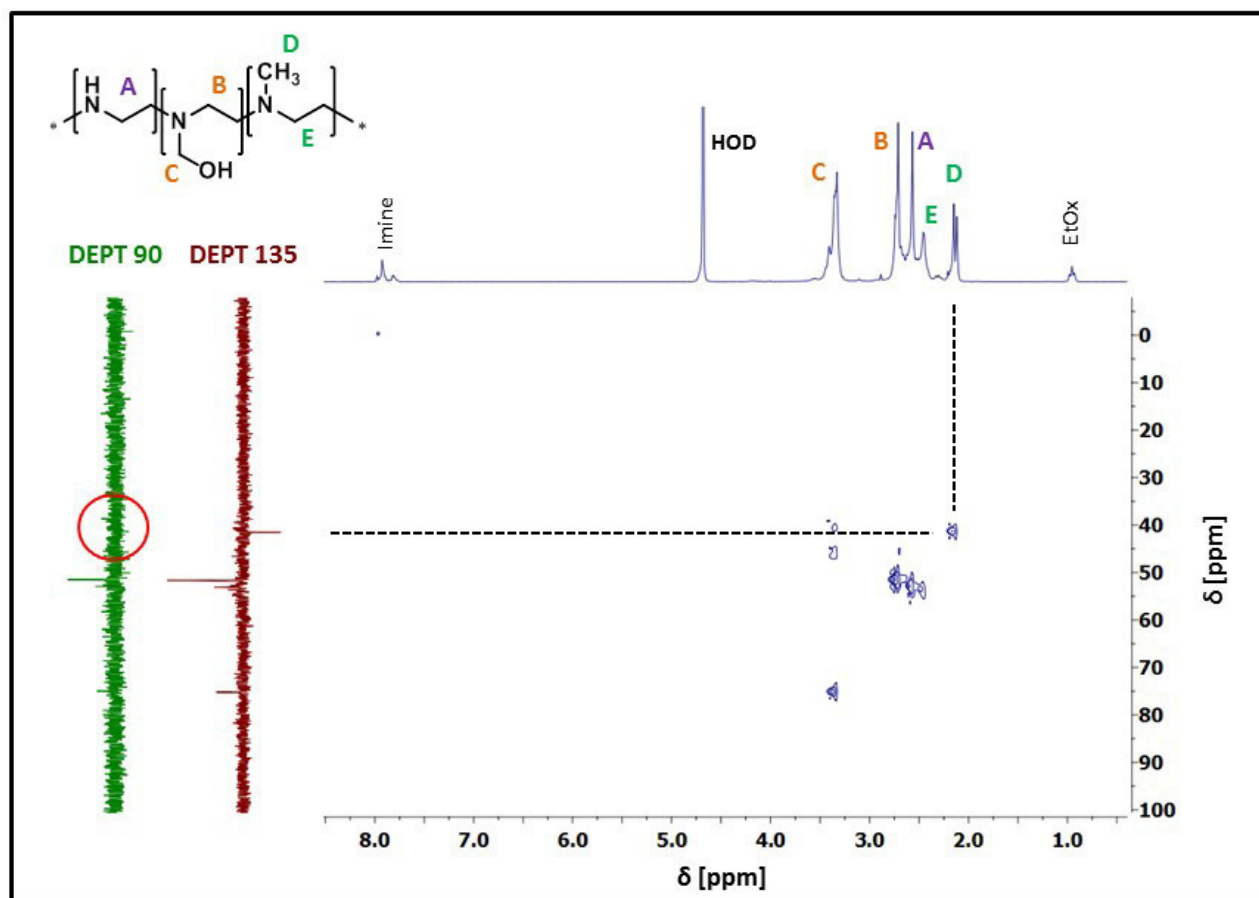 D
H
A
B
CH3
N
N
N
*
*
E
C
OH
HOD
B
A
C
D
E
Imine
EtOx
DEPT 90 DEPT 135
0
10
20
30
40
50
60
70
80
90
100
δ [ppm]
8.0 7.0 6.0 5.0 4.0 3.0 2.0 1.0
δ [ppm]